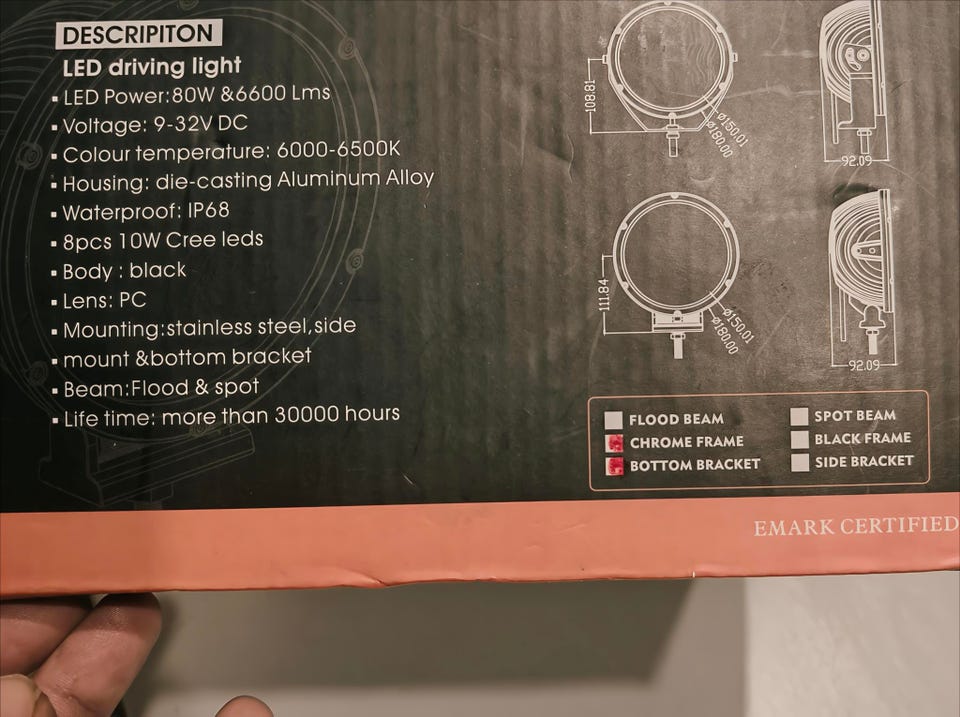 DESCRIPITON
LED driving light
▪ LED Power:80W &6600 Lms
▪ Voltage: 9-32V DC
▪ Colour temperature: 6000-6500K
▪ Housing: die-casting Aluminum Alloy
▪ Waterproof: IP68
▪ 8pcs 10W Cree leds
▪ Body : black
▪ Lens: PC
▪ Mounting:stainless steel,side
▪ mount &bottom bracket
▪ Beam:Flood & spot
▪ Life time: more than 30000 hours
108.81
ø150.01
ø180.00
92.09
111.84
ø150.01
ø180.00
92.09
FLOOD BEAM
SPOT BEAM
CHROME FRAME
BLACK FRAME
BOTTOM BRACKET
SIDE BRACKET
EMARK CERTIFIED